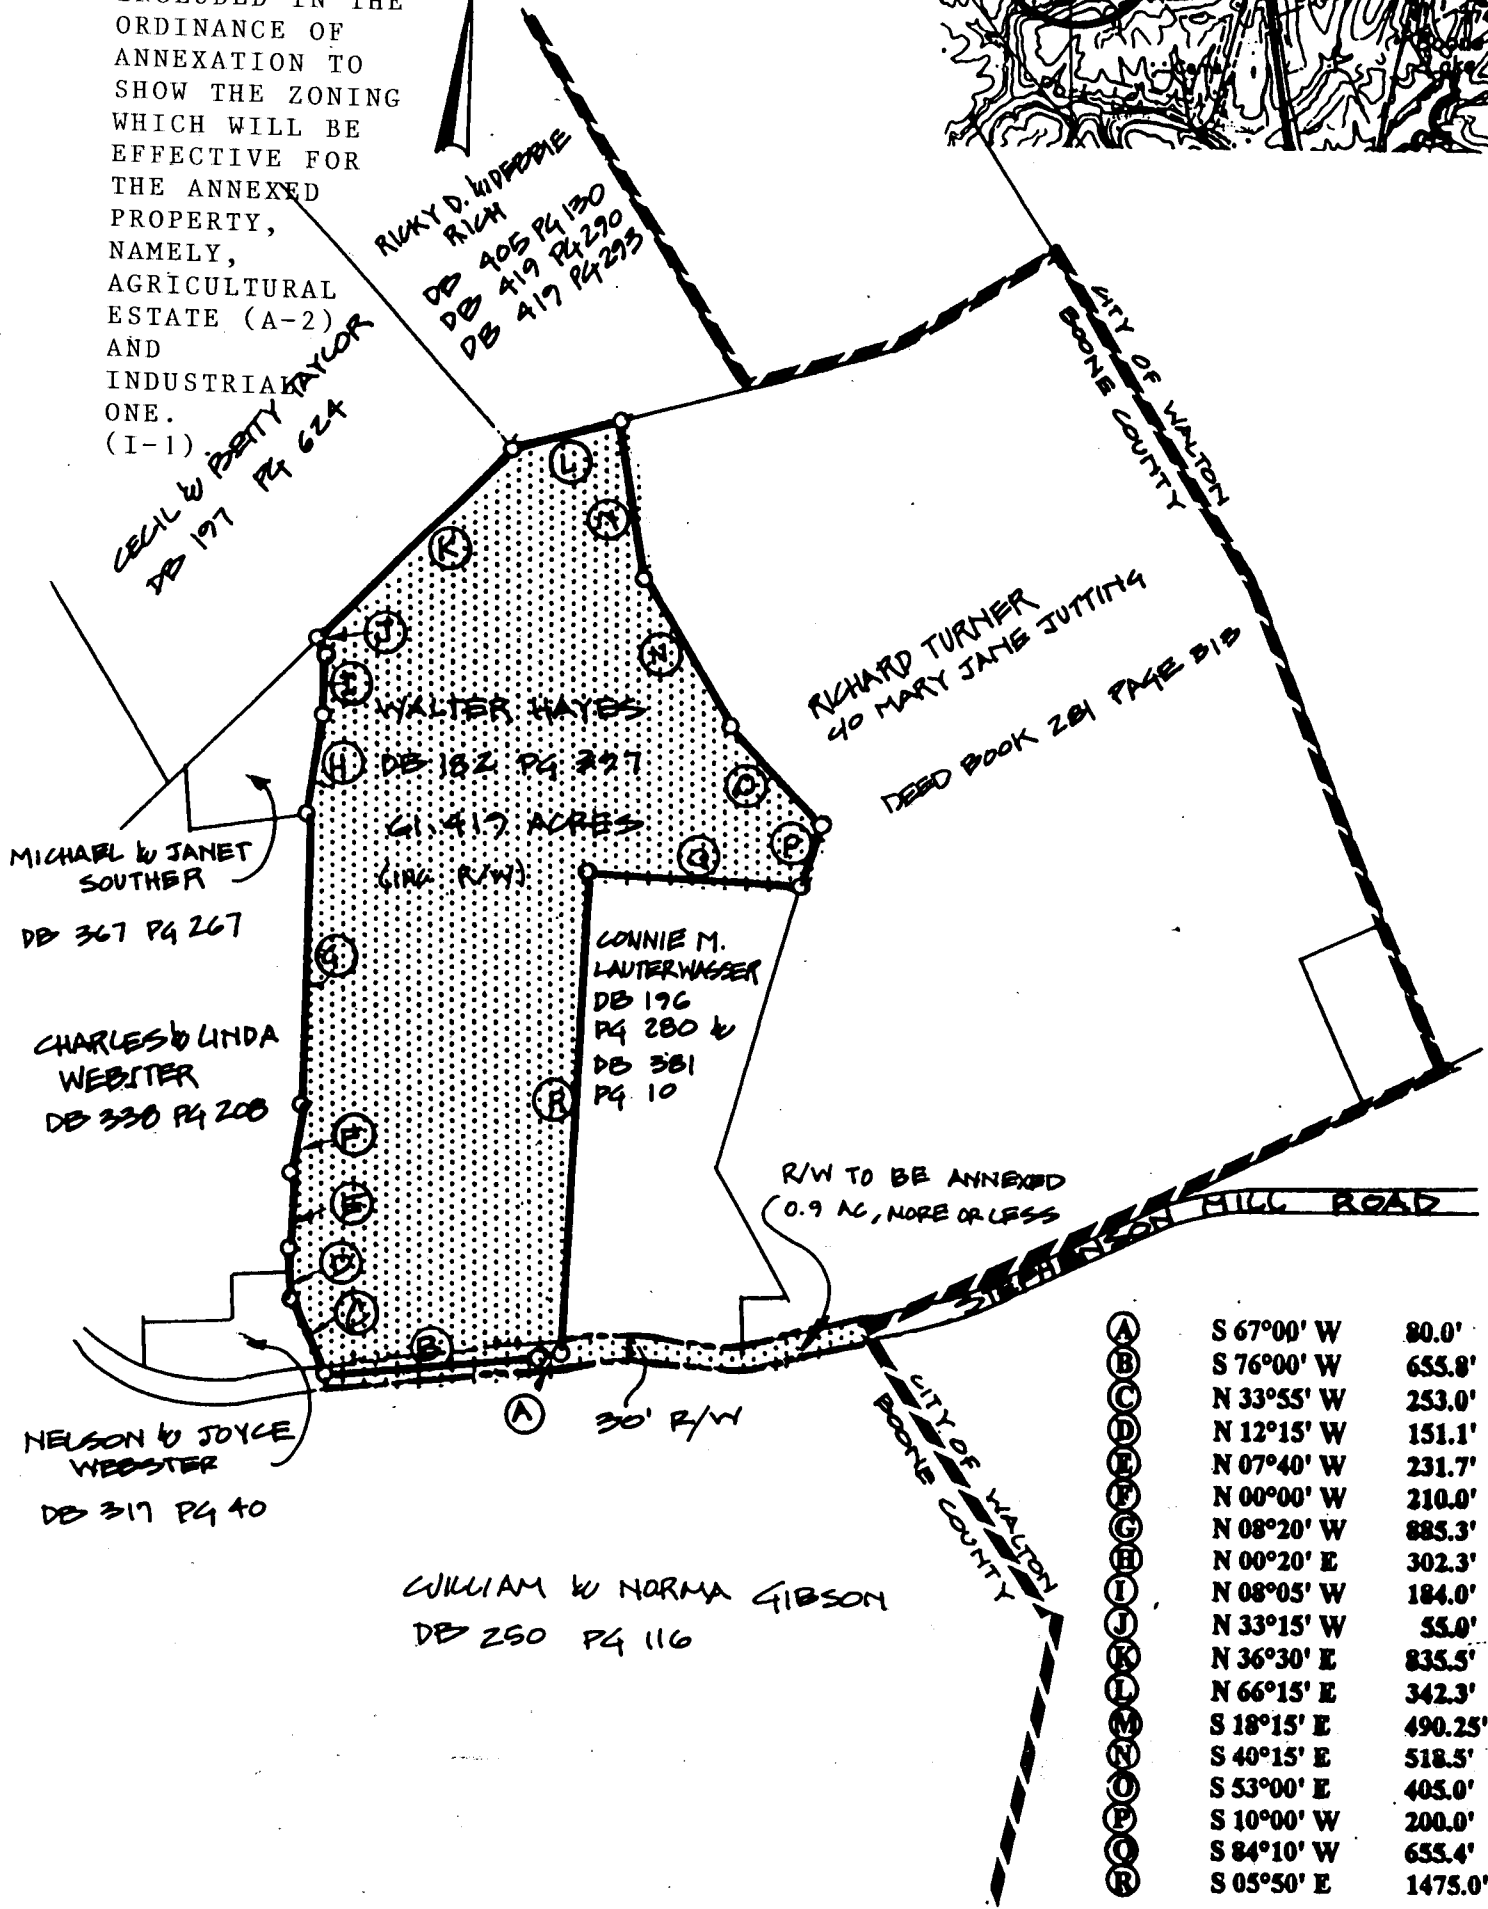 INCLUDED IN THE
ORDINANCE OF
ANNEXATION TO
SHOW THE ZONING
WHICH WILL BE
EFFECTIVE FOR
THE ANNEXED
PROPERTY,
NAMELY,
AGRICULTURAL
ESTATE (A-2)
AND
INDUSTRIAL
ONE.
(I-1).
RICKY D. W DEBBIE
RICH
DB 405 PG 130
DB 419 PG 290
DB 419 PG 293
CECIL W BETTY TAYLOR
DB 197 PG 624
CITY OF WALTON
BOONE COUNTY
L
K
N
J
I
H
WALTER HAYES
DB 182 PG
61.419 ACRES
(INC R/W)
O
P
Q
RICHARD TURNER
40 MARY JANE JUTTING
DEED BOOK 281 PAGE 313
MICHAEL W JANET
SOUTHER
DB 367 PG 267
G
CONNIE M.
LAUTERWASSER
DB 196
PG 280 W
DB 381
PG 10
CHARLES W LINDA
WEBSTER
DB 338 PG 208
R
F
E
D
C
B
R/W TO BE ANNEXED
0.9 AC, MORE OR LESS
STEPHENSON MILL ROAD
A
30' R/W
NELSON W JOYCE
WEBSTER
DB 317 PG 40
CITY OF WALTON
BOONE COUNTY
WILLIAM W NORMA GIBSON
DB 250 PG 116
A S 67°00' W 80.0'
B S 76°00' W 655.8'
C N 33°55' W 253.0'
D N 12°15' W 151.1'
E N 07°40' W 231.7'
F N 00°00' W 210.0'
G N 08°20' W 885.3'
H N 00°20' E 302.3'
I N 08°05' W 184.0'
J N 33°15' W 55.0'
K N 36°30' E 835.5'
L N 66°15' E 342.3'
M S 18°15' E 490.25'
N S 40°15' E 518.5'
O S 53°00' E 405.0'
P S 10°00' W 200.0'
Q S 84°10' W 655.4'
R S 05°50' E 1475.0'